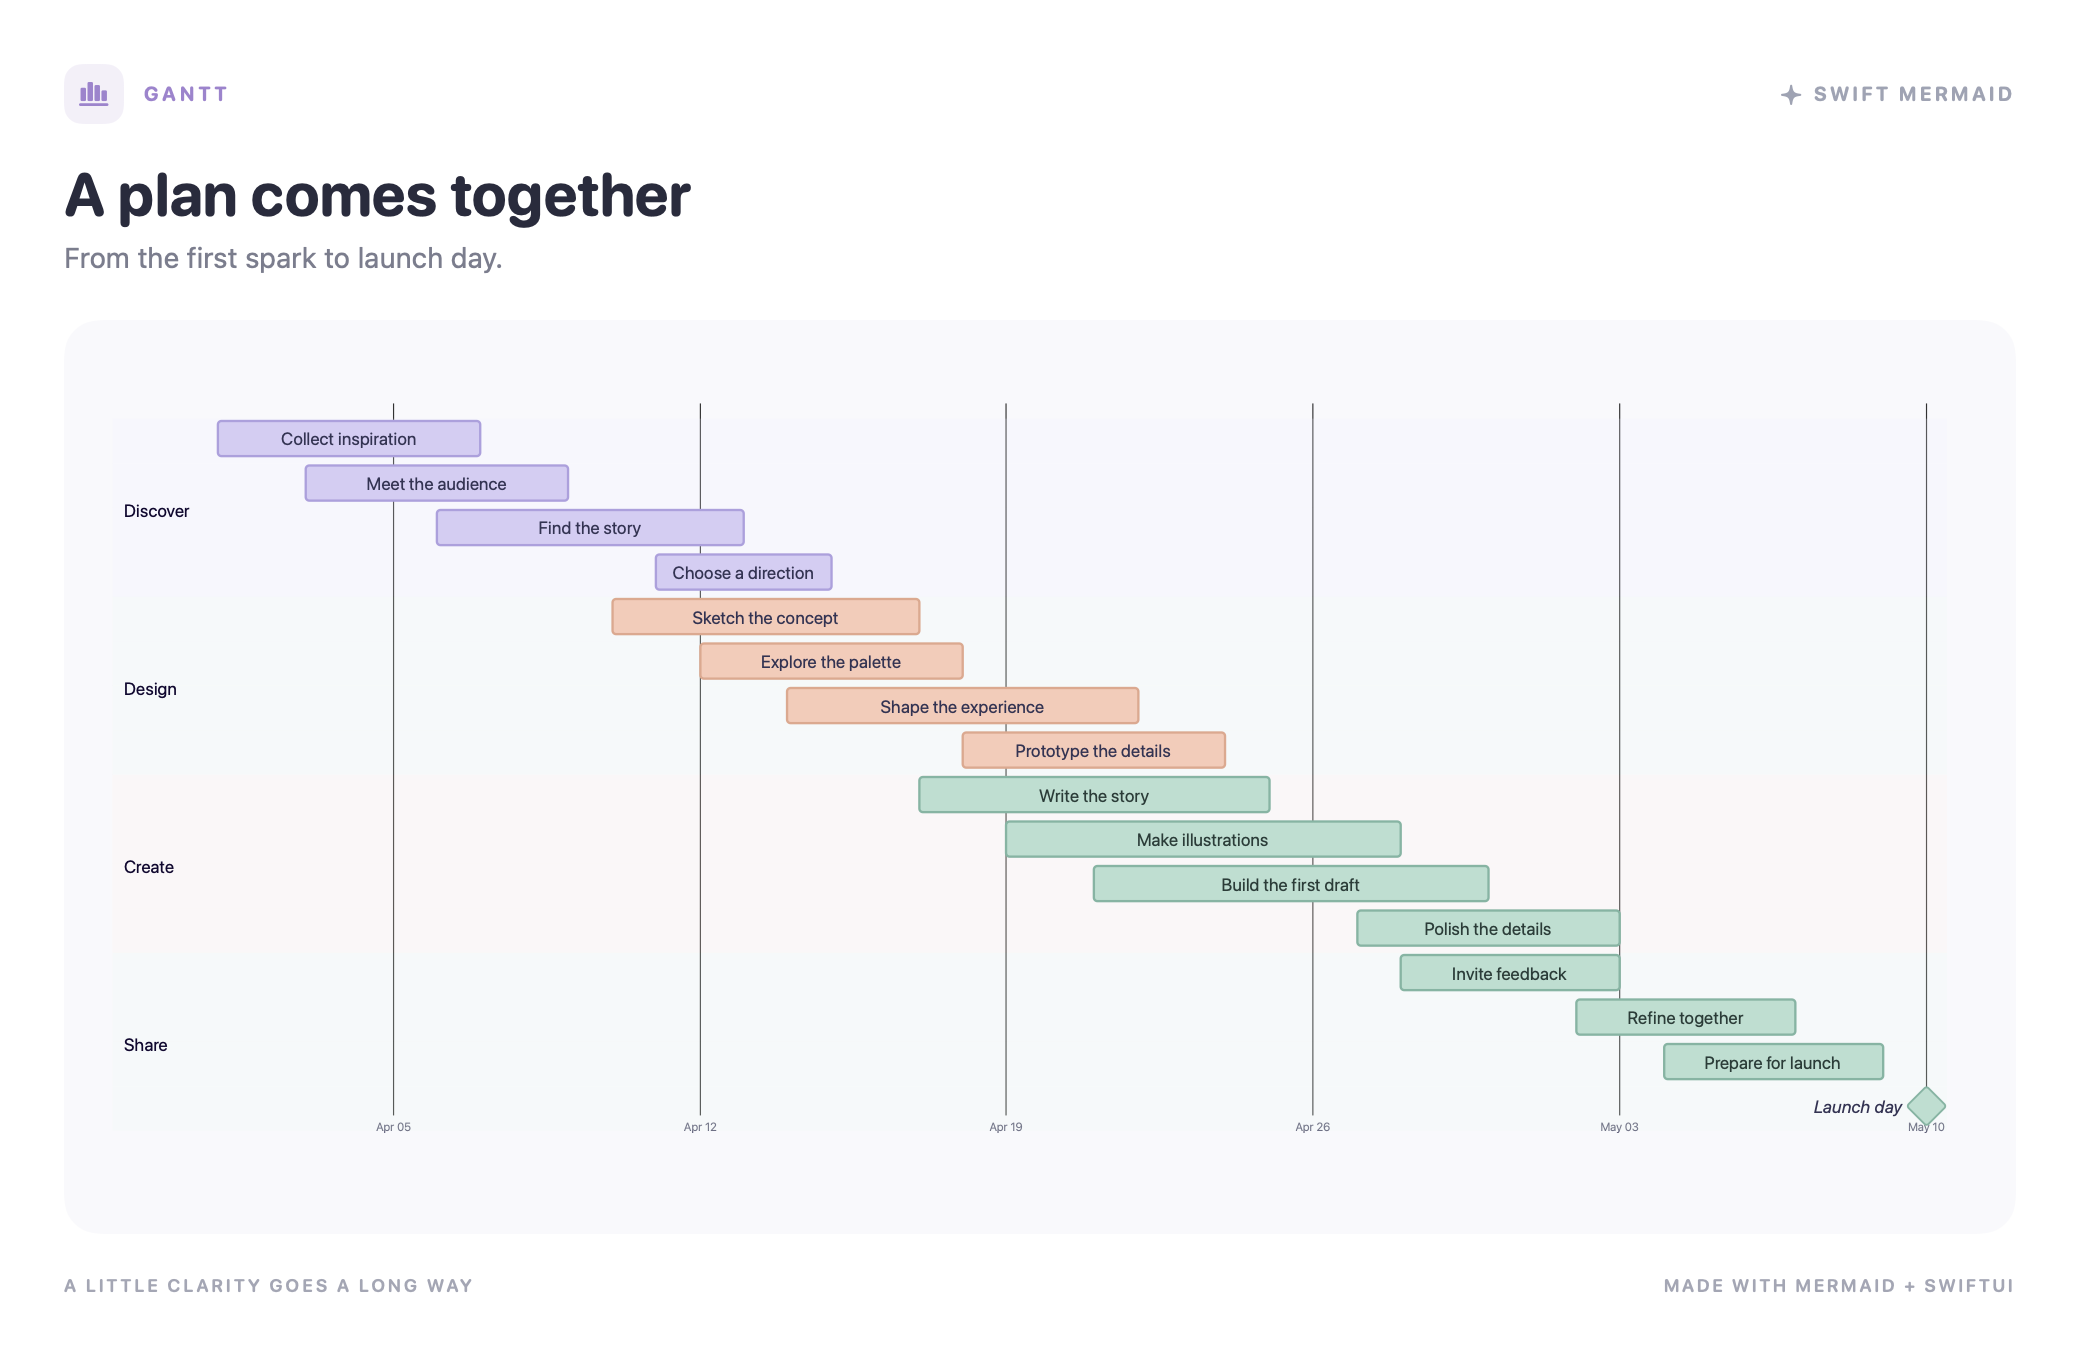 GANTT
SWIFT MERMAID
A plan comes together
From the first spark to launch day.
Collect inspiration
Meet the audience
Discover
Find the story
Choose a direction
Sketch the concept
Explore the palette
Design
Shape the experience
Prototype the details
Write the story
Make illustrations
Create
Build the first draft
Polish the details
Invite feedback
Refine together
Share
Prepare for launch
Launch day
Apr 05
Apr 12
Apr 19
Apr 26
May 03
May 10
A LITTLE CLARITY GOES A LONG WAY
MADE WITH MERMAID + SWIFTUI